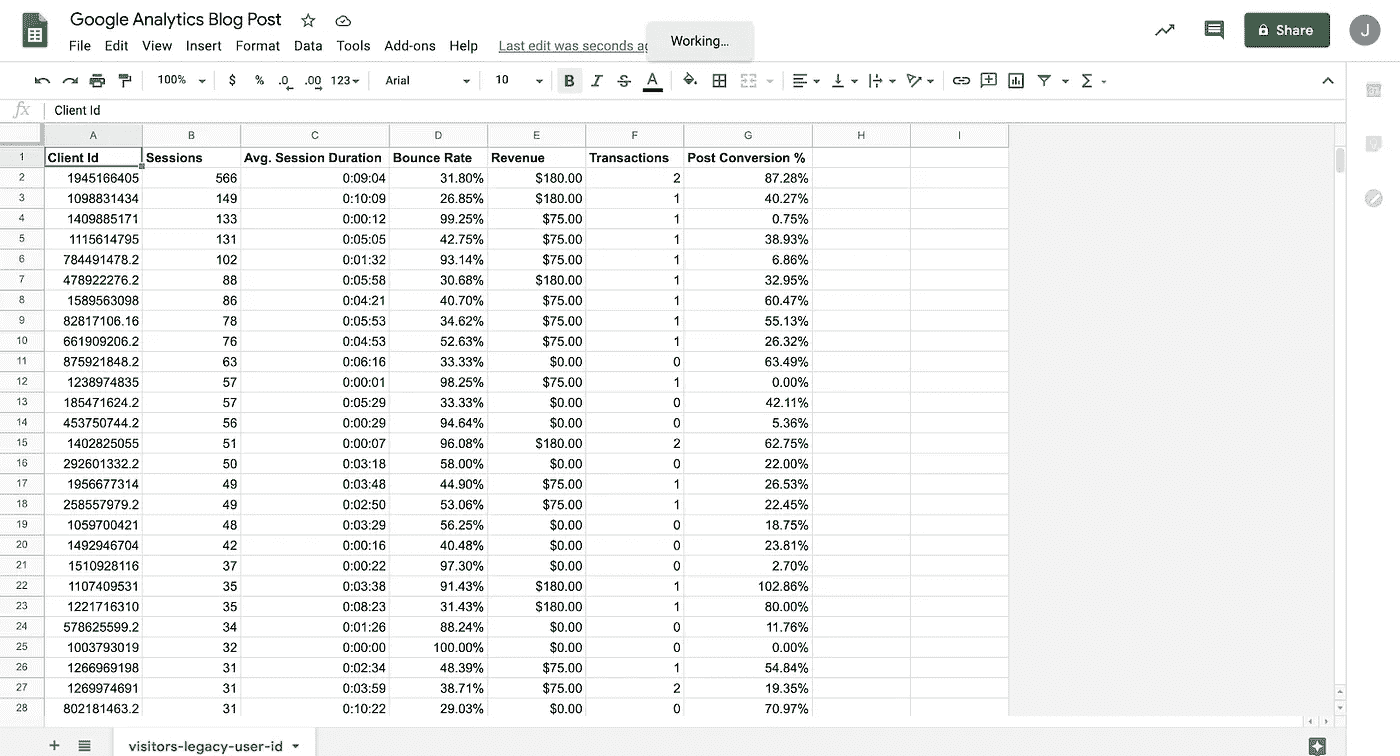 Google Analytics Blog Post
File Edit View Insert Format Data Tools Add-ons Help Last edit was seconds ag
Working...
Share
J
100% $ % .0 .00 123 Arial 10 B I S A Σ
fx Client Id
A B C D E F G H I
1 Client Id Sessions Avg. Session Duration Bounce Rate Revenue Transactions Post Conversion %
2 1945166405 566 0:09:04 31.80% $180.00 2 87.28%
3 1098831434 149 0:10:09 26.85% $180.00 1 40.27%
4 1409885171 133 0:00:12 99.25% $75.00 1 0.75%
5 1115614795 131 0:05:05 42.75% $75.00 1 38.93%
6 784491478.2 102 0:01:32 93.14% $75.00 1 6.86%
7 478922276.2 88 0:05:58 30.68% $180.00 1 32.95%
8 1589563098 86 0:04:21 40.70% $75.00 1 60.47%
9 82817106.16 78 0:05:53 34.62% $75.00 1 55.13%
10 661909206.2 76 0:04:53 52.63% $75.00 1 26.32%
11 875921848.2 63 0:06:16 33.33% $0.00 0 63.49%
12 1238974835 57 0:00:01 98.25% $75.00 1 0.00%
13 185471624.2 57 0:05:29 33.33% $0.00 0 42.11%
14 453750744.2 56 0:00:29 94.64% $0.00 0 5.36%
15 1402825055 51 0:00:07 96.08% $180.00 2 62.75%
16 292601332.2 50 0:03:18 58.00% $0.00 0 22.00%
17 1956677314 49 0:03:48 44.90% $75.00 1 26.53%
18 258557979.2 49 0:02:50 53.06% $75.00 1 22.45%
19 1059700421 48 0:03:29 56.25% $0.00 0 18.75%
20 1492946704 42 0:00:16 40.48% $0.00 0 23.81%
21 1510928116 37 0:00:22 97.30% $0.00 0 2.70%
22 1107409531 35 0:03:38 91.43% $180.00 1 102.86%
23 1221716310 35 0:08:23 31.43% $180.00 1 80.00%
24 578625599.2 34 0:01:26 88.24% $0.00 0 11.76%
25 1003793019 32 0:00:00 100.00% $0.00 0 0.00%
26 1266969198 31 0:02:34 48.39% $75.00 1 54.84%
27 1269974691 31 0:03:59 38.71% $75.00 2 19.35%
28 802181463.2 31 0:10:22 29.03% $0.00 0 70.97%
visitors-legacy-user-id